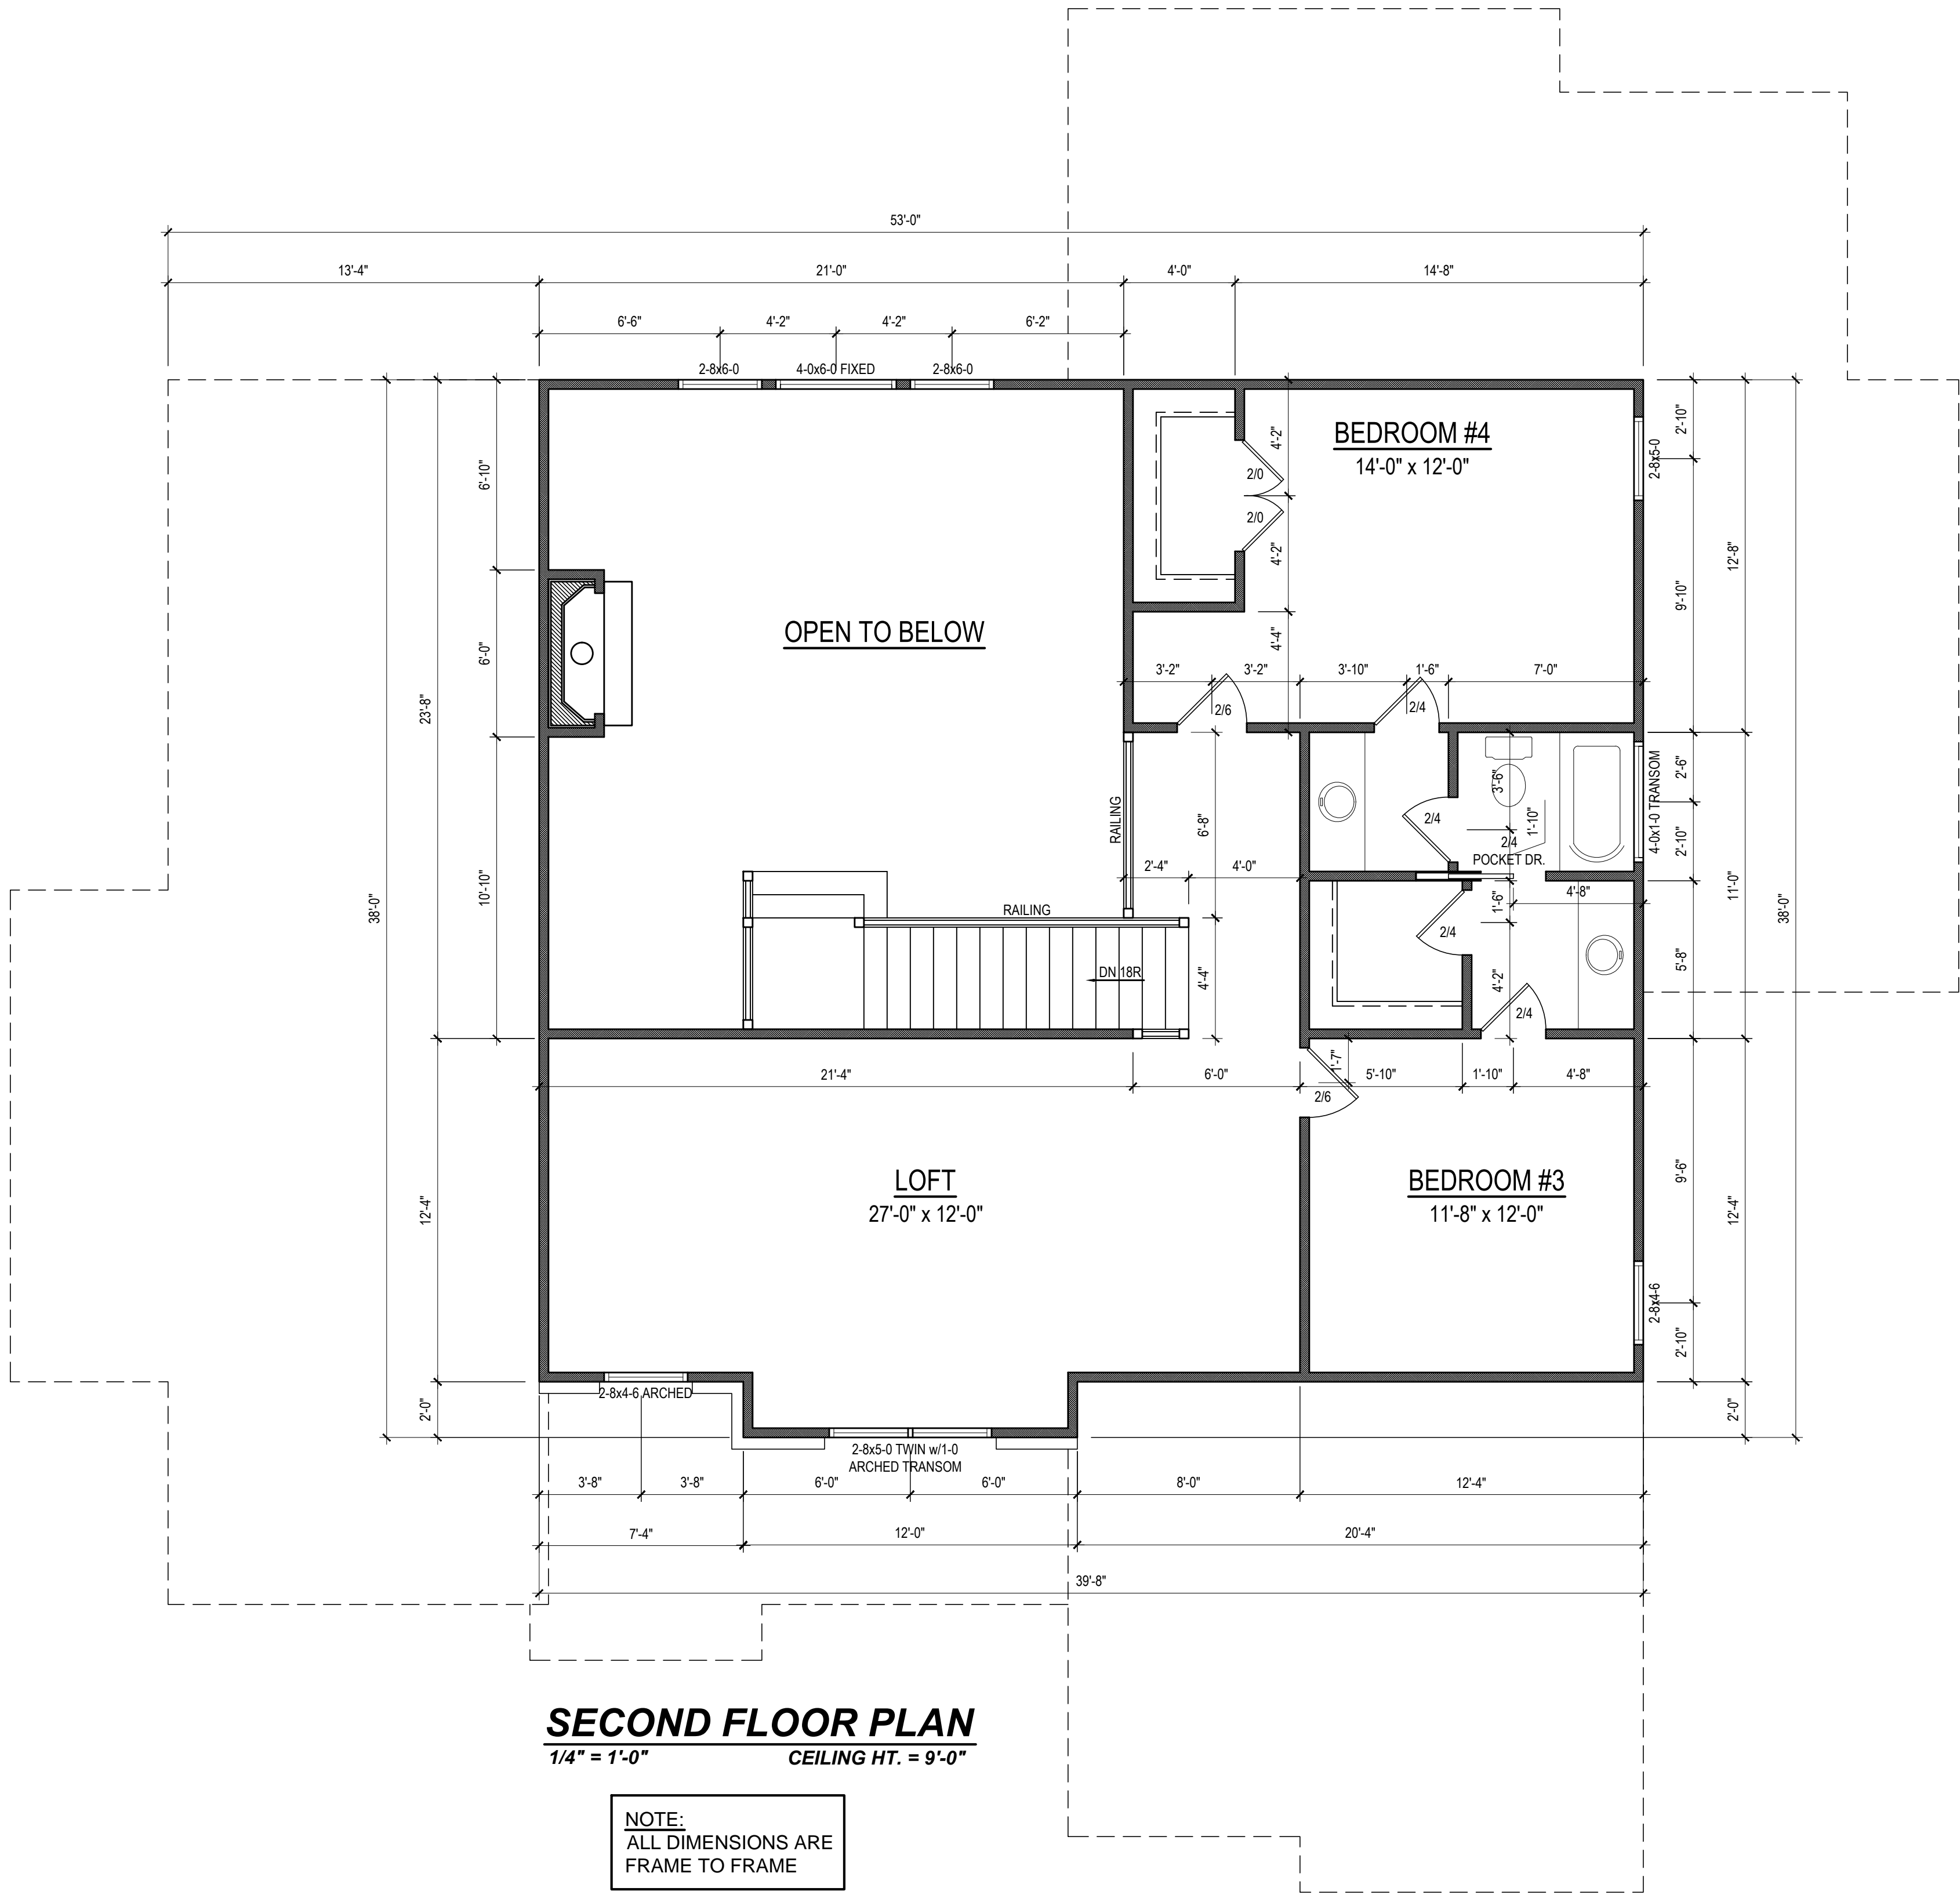 53'-0"
13'-4"
21'-0"
4'-0"
14'-8"
6'-6"
4'-2"
4'-2"
6'-2"
2-8x6-0
4-0x6-0 FIXED
2-8x6-0
BEDROOM #4
14'-0" x 12'-0"
4'-2"
2/0
2/0
4'-2"
4'-4"
2'-10"
2-8x5-0
9'-10"
12'-8"
38'-0"
6'-10"
6'-0"
10'-10"
23'-8"
38'-0"
OPEN TO BELOW
3'-2"
3'-2"
3'-10"
1'-6"
7'-0"
2/6
2/4
RAILING
6'-8"
2'-4"
4'-0"
2/4
3'-6"
1'-10"
2/4
POCKET DR.
4-0x1-0 TRANSOM
2'-6"
2'-10"
11'-0"
RAILING
DN 18R
4'-4"
2/4
1'-6"
4'-8"
4'-2"
2/4
5'-8"
21'-4"
6'-0"
1'-7"
5'-10"
1'-10"
4'-8"
2/6
LOFT
27'-0" x 12'-0"
BEDROOM #3
11'-8" x 12'-0"
12'-4"
2'-0"
9'-6"
2-8x4-6
2'-10"
12'-4"
2'-0"
2-8x4-6 ARCHED
2-8x5-0 TWIN w/1-0
ARCHED TRANSOM
3'-8"
3'-8"
6'-0"
6'-0"
8'-0"
12'-4"
7'-4"
12'-0"
20'-4"
39'-8"
SECOND FLOOR PLAN
1/4" = 1'-0"
CEILING HT. = 9'-0"
NOTE:
ALL DIMENSIONS ARE
FRAME TO FRAME